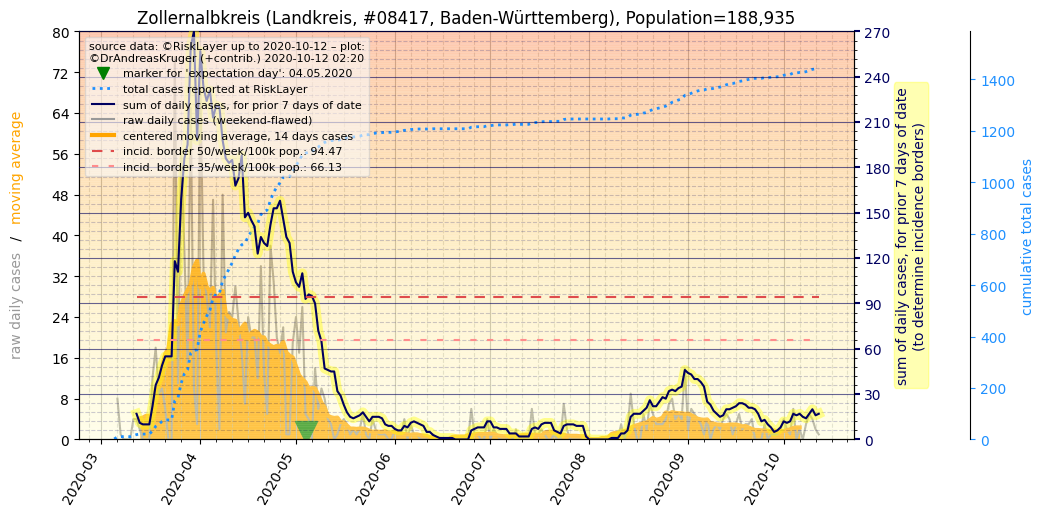 Zollernalbkreis (Landkreis, #08417, Baden-Württemberg), Population=188,935
source data: ©RiskLayer up to 2020-10-12 – plot:
©DrAndreasKruger (+contrib.) 2020-10-12 02:20
marker for 'expectation day': 04.05.2020
total cases reported at RiskLayer
sum of daily cases, for prior 7 days of date
raw daily cases (weekend-flawed)
centered moving average, 14 days cases
incid. border 50/week/100k pop.: 94.47
incid. border 35/week/100k pop.: 66.13
raw daily cases / moving average
80
72
64
56
48
40
32
24
16
8
0
2020-03
2020-04
2020-05
2020-06
2020-07
2020-08
2020-09
2020-10
270
240
210
180
150
120
90
60
30
0
sum of daily cases, for prior 7 days of date
(to determine incidence borders)
1400
1200
1000
800
600
400
200
0
cumulative total cases